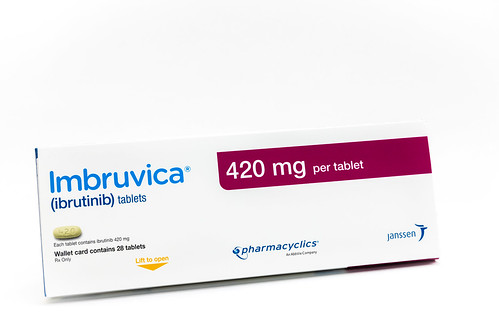 Imbruvica®
(ibrutinib) tablets
420 mg per tablet
Each tablet contains ibrutinib 420 mg
Wallet card contains 28 tablets
Rx Only
Lift to open
pharmacyclics®
An AbbVie Company
janssen